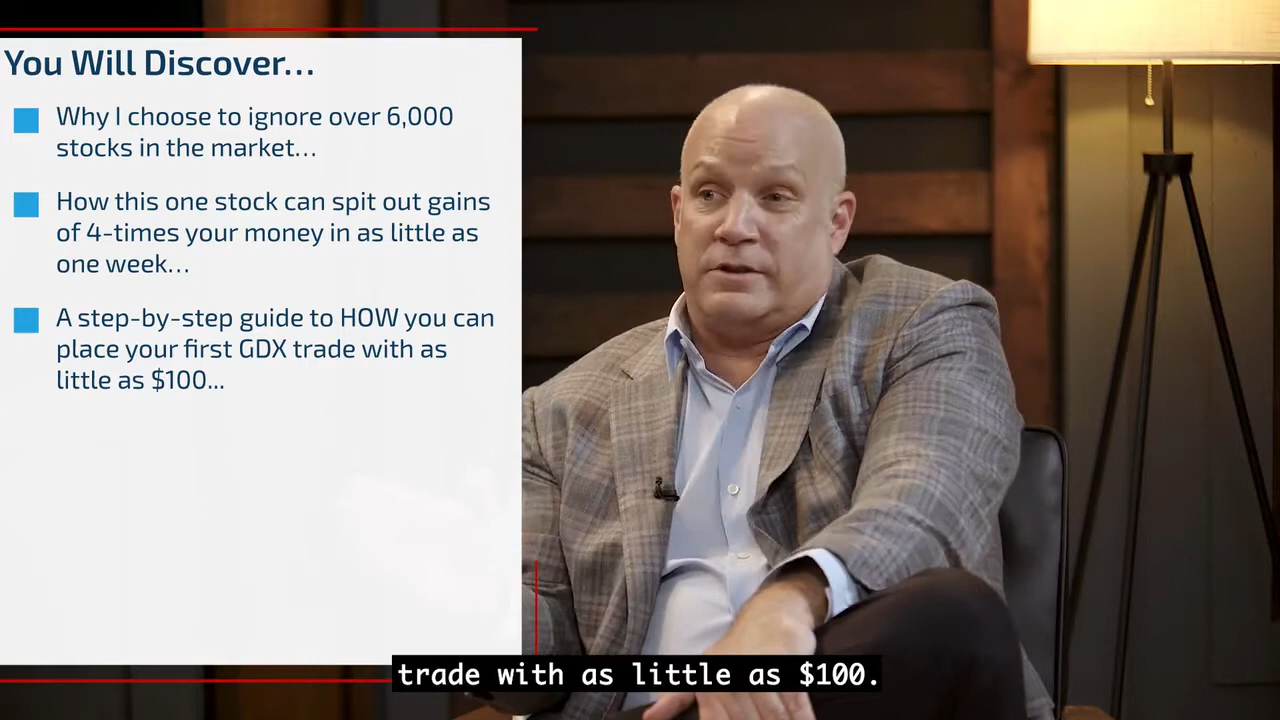 You Will Discover...
Why I choose to ignore over 6,000
stocks in the market...
How this one stock can spit out gains
of 4-times your money in as little as
one week...
A step-by-step guide to HOW you can
place your first GDX trade with as
little as $100...
trade with as little as $100.